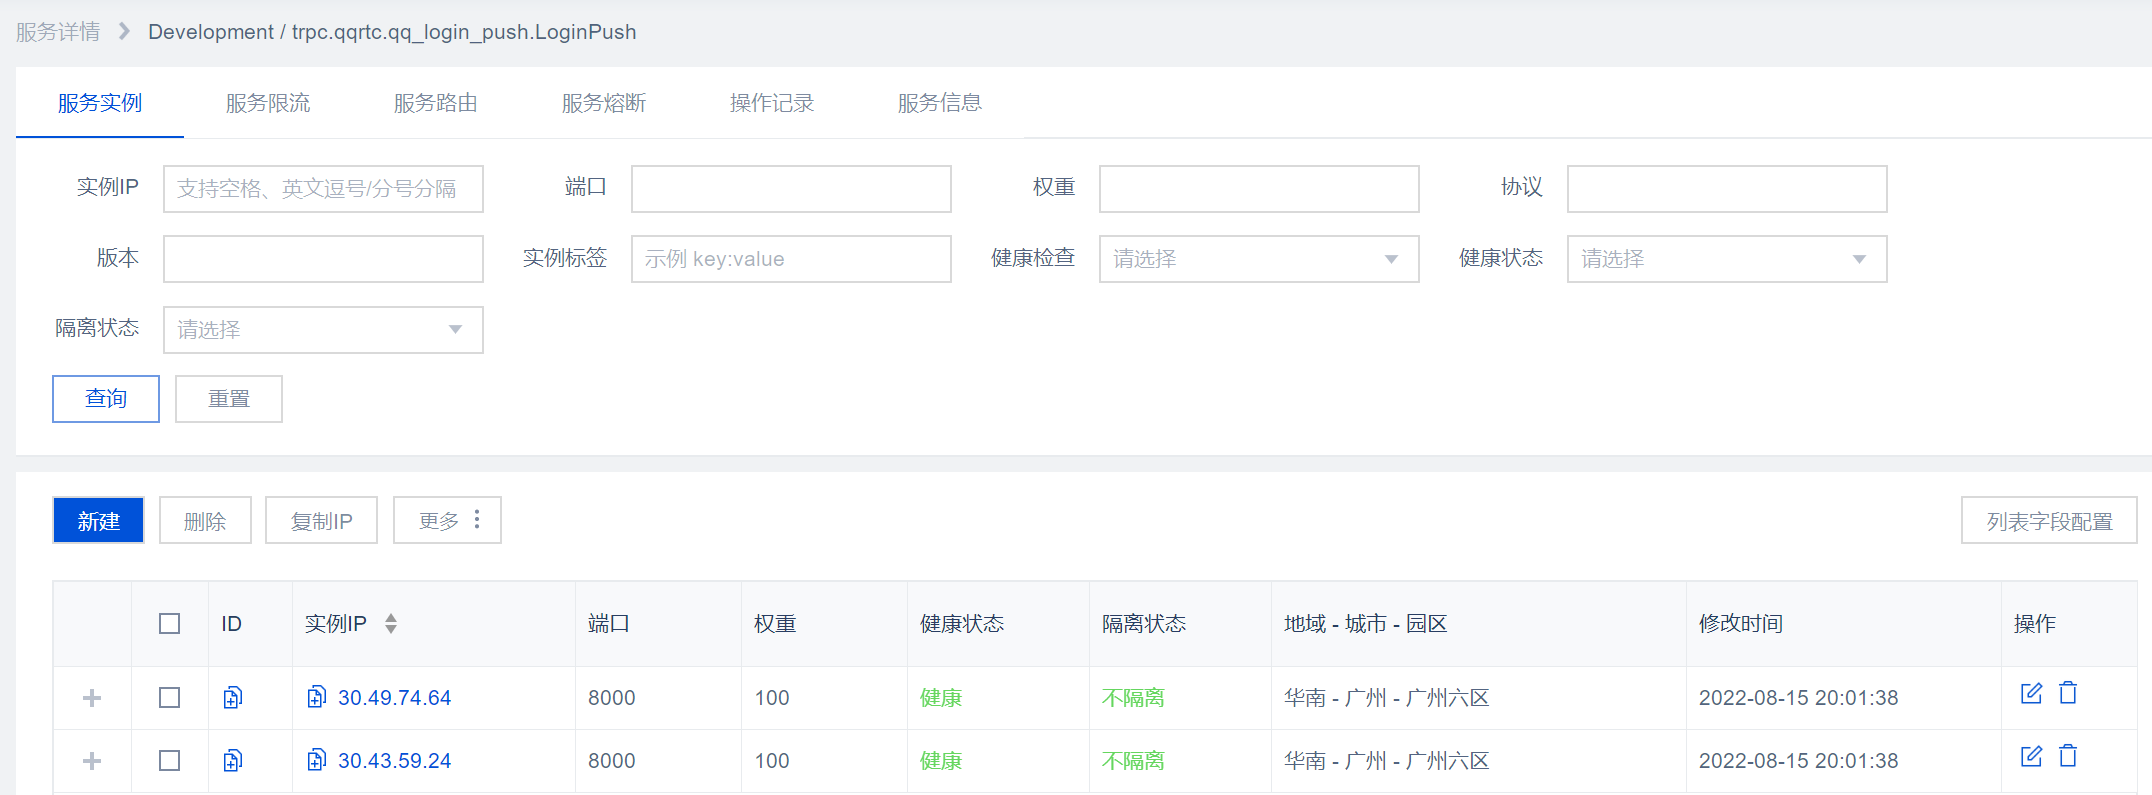 服务详情 Development / trpc.qqrtc.qq_login_push.LoginPush
服务实例 服务限流 服务路由 服务熔断 操作记录 服务信息
实例IP 支持空格、英文逗号/分号分隔 端口 权重 协议
版本 实例标签 示例 key:value 健康检查 请选择 健康状态 请选择
隔离状态 请选择
查询 重置
新建 删除 复制IP 更多 列表字段配置
ID 实例IP 端口 权重 健康状态 隔离状态 地域 - 城市 - 园区 修改时间 操作
30.49.74.64 8000 100 健康 不隔离 华南 - 广州 - 广州六区 2022-08-15 20:01:38
30.43.59.24 8000 100 健康 不隔离 华南 - 广州 - 广州六区 2022-08-15 20:01:38